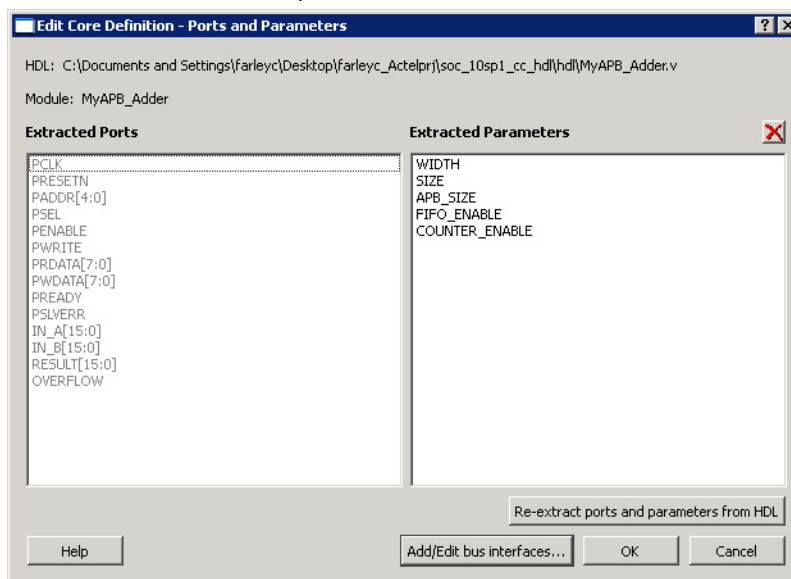 Edit Core Definition - Ports and Parameters
HDL: C:\Documents and Settings\farleyc\Desktop\farleyc_Actelprj\soc_10sp1_cc_hdl\hdl\MyAPB_Adder.v
Module: MyAPB_Adder
Extracted Ports
Extracted Parameters
PCLK
PRESETN
PADDR[4:0]
PSEL
PENABLE
PWRITE
PRDATA[7:0]
PWDATA[7:0]
PREADY
PSLVERR
IN_A[15:0]
IN_B[15:0]
RESULT[15:0]
OVERFLOW
WIDTH
SIZE
APB_SIZE
FIFO_ENABLE
COUNTER_ENABLE
Re-extract ports and parameters from HDL
Help
Add/Edit bus interfaces...
OK
Cancel